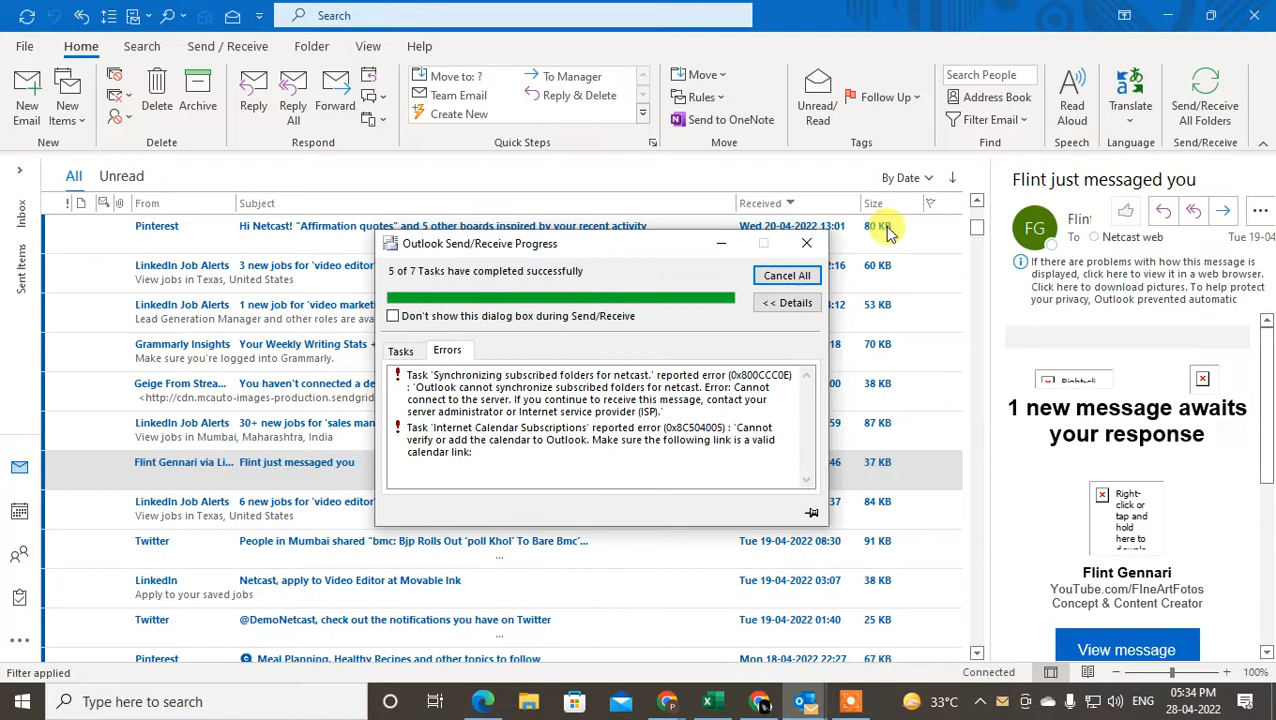 Search
File Home Search Send / Receive Folder View Help
New Email
New Items
Delete
Archive
Reply
Reply All
Forward
Move to: ?
To Manager
Team Email
Reply & Delete
Create New
Move
Rules
Send to OneNote
Unread/ Read
Follow Up
Search People
Address Book
Filter Email
Read Aloud
Translate
Send/Receive All Folders
New Delete Respond Quick Steps Move Tags Find Speech Language Send/Receive
All Unread
By Date
From Subject Received Size
Pinterest Hi Netcast! "Affirmation quotes" and 5 other boards inspired by your recent activity Wed 20-04-2022 13:01 80 KB
LinkedIn Job Alerts 3 new jobs for 'video editor' 2:16 60 KB
View jobs in Texas, United States
LinkedIn Job Alerts 1 new job for 'video market 3:12 53 KB
Lead Generation Manager and other roles are ava
Grammarly Insights Your Weekly Writing Stats + 70 KB
Make sure you're logged into Grammarly.
Geige From Strea... You haven't connected a de 38 KB
<http://cdn.mcauto-images-production.sendgrid
LinkedIn Job Alerts 30+ new jobs for 'sales man 87 KB
View jobs in Mumbai, Maharashtra, India
Flint Gennari via Li... Flint just messaged you 46 37 KB
LinkedIn Job Alerts 6 new jobs for 'video editor' 37 84 KB
View jobs in Texas, United States
Twitter People in Mumbai shared "bmc: Bjp Rolls Out 'poll Khol' To Bare Bmc'... Tue 19-04-2022 08:30 91 KB
...
LinkedIn Netcast, apply to Video Editor at Movable Ink Tue 19-04-2022 03:07 38 KB
Apply to your saved jobs
Twitter @DemoNetcast, check out the notifications you have on Twitter Tue 19-04-2022 01:40 25 KB
...
Pinterest Meal Planning, Healthy Recipes and other topics to follow Mon 18-04-2022 22:27 67 KB
Inbox
Sent Items
Outlook Send/Receive Progress
5 of 7 Tasks have completed successfully
Cancel All
<< Details
Don't show this dialog box during Send/Receive
Tasks Errors
Task 'Synchronizing subscribed folders for netcast.' reported error (0x800CCC0E)
: 'Outlook cannot synchronize subscribed folders for netcast. Error: Cannot
connect to the server. If you continue to receive this message, contact your
server administrator or Internet service provider (ISP).'
Task 'Internet Calendar Subscriptions' reported error (0x8C504005) : 'Cannot
verify or add the calendar to Outlook. Make sure the following link is a valid
calendar link:
Flint just messaged you
FG
Flint
To Netcast web
Tue 19-04
If there are problems with how this message is
displayed, click here to view it in a web browser.
Click here to download pictures. To help protect
your privacy, Outlook prevented automatic
Right-cli
1 new message awaits
your response
Right-
click or
tap and
hold
here to
Flint Gennari
YouTube.com/FIneArtFotos
Concept & Content Creator
View message
Filter applied
Connected
100%
Type here to search
33°C
ENG
05:34 PM
28-04-2022